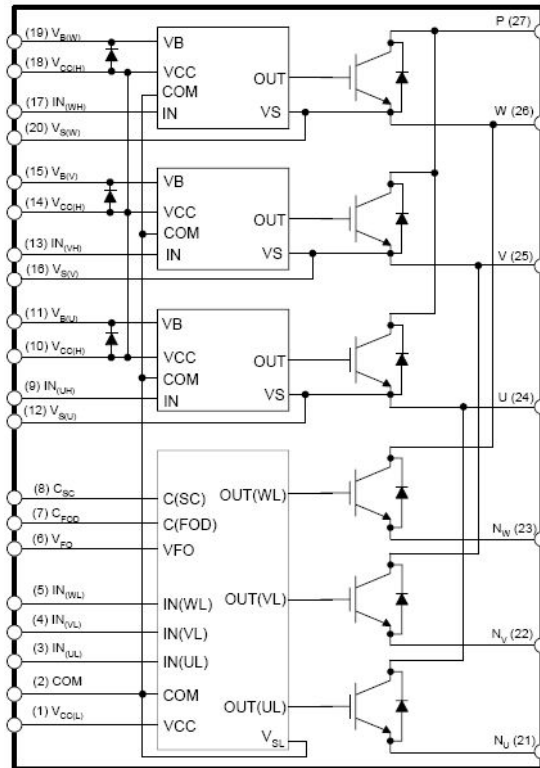 (19) VB(W)
VB
P (27)
(18) VCC(H)
VCC
COM
OUT
(17) IN(WH)
IN
VS
W (26)
(20) VS(W)
(15) VB(V)
VB
(14) VCC(H)
VCC
COM
OUT
(13) IN(VH)
IN
VS
V (25)
(16) VS(V)
(11) VB(U)
VB
(10) VCC(H)
VCC
COM
OUT
(9) IN(UH)
IN
VS
U (24)
(12) VS(U)
(8) CSC
C(SC)
OUT(WL)
(7) CFOD
C(FOD)
(6) VFO
VFO
NW (23)
(5) IN(WL)
IN(WL)
OUT(VL)
(4) IN(VL)
IN(VL)
NV (22)
(3) IN(UL)
IN(UL)
(2) COM
COM
OUT(UL)
(1) VCC(L)
VCC
VSL
NU (21)